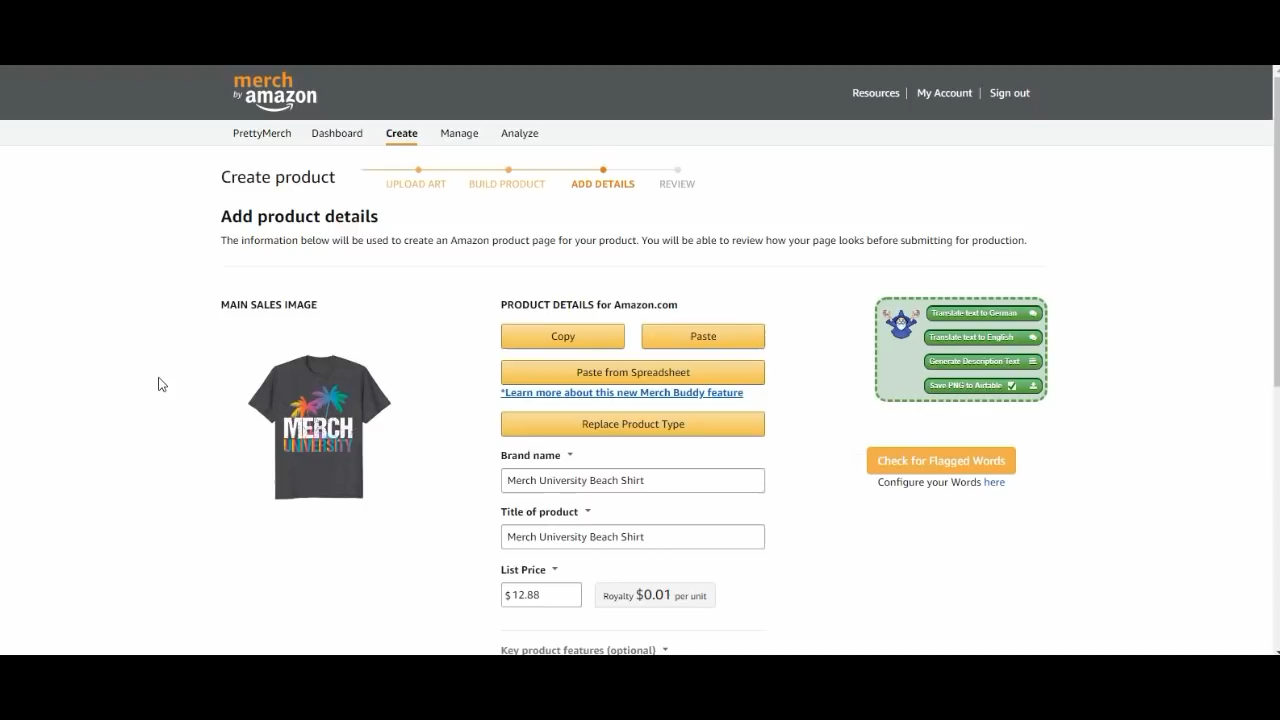 merch
by amazon
Resources | My Account | Sign out
PrettyMerch Dashboard Create Manage Analyze
Create product
UPLOAD ART BUILD PRODUCT ADD DETAILS REVIEW
Add product details
The information below will be used to create an Amazon product page for your product. You will be able to review how your page looks before submitting for production.
MAIN SALES IMAGE
MERCH
UNIVERSITY
PRODUCT DETAILS for Amazon.com
Copy Paste
Paste from Spreadsheet
*Learn more about this new Merch Buddy feature
Replace Product Type
Brand name
Merch University Beach Shirt
Title of product
Merch University Beach Shirt
List Price
$ 12.88 Royalty $0.01 per unit
Key product features (optional)
Translate text to German
Translate text to English
Generate Description Text
Save PNG to Airtable
Check for Flagged Words
Configure your Words here